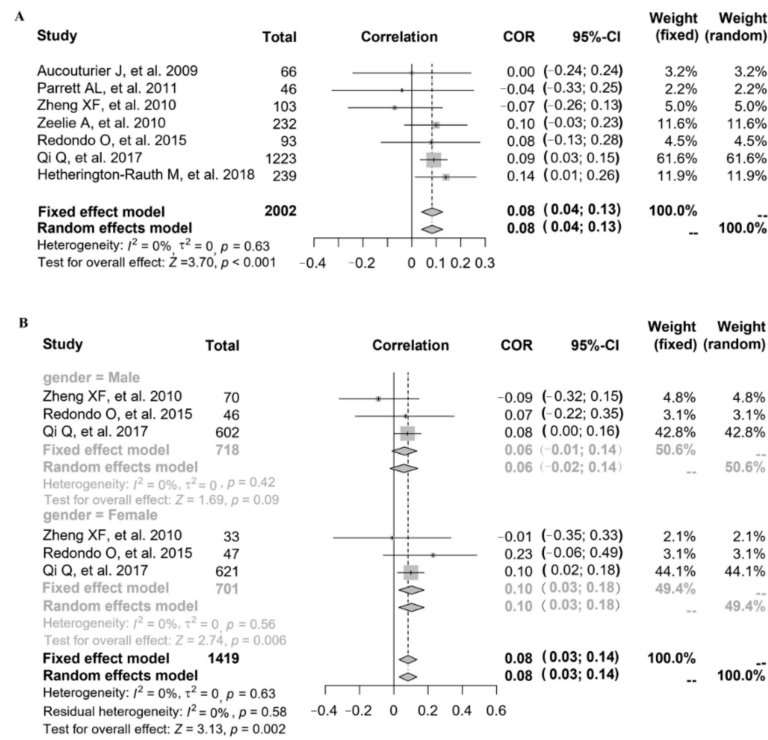 A
Study Total Correlation COR 95%-CI Weight (fixed) Weight (random)
Aucouturier J, et al. 2009 66 0.00 (−0.24; 0.24) 3.2% 3.2%
Parrett AL, et al. 2011 46 −0.04 (−0.33; 0.25) 2.2% 2.2%
Zheng XF, et al. 2010 103 −0.07 (−0.26; 0.13) 5.0% 5.0%
Zeelie A, et al. 2010 232 0.10 (−0.03; 0.23) 11.6% 11.6%
Redondo O, et al. 2015 93 0.08 (−0.13; 0.28) 4.5% 4.5%
Qi Q, et al. 2017 1223 0.09 (0.03; 0.15) 61.6% 61.6%
Hetherington-Rauth M, et al. 2018 239 0.14 (0.01; 0.26) 11.9% 11.9%
Fixed effect model 2002 0.08 (0.04; 0.13) 100.0% --
Random effects model 0.08 (0.04; 0.13) -- 100.0%
Heterogeneity: I² = 0%, τ² = 0, p = 0.63
Test for overall effect: Z =3.70, p < 0.001
−0.4 −0.2 0 0.1 0.2 0.3
B
Study Total Correlation COR 95%-CI Weight (fixed) Weight (random)
gender = Male
Zheng XF, et al. 2010 70 −0.09 (−0.32; 0.15) 4.8% 4.8%
Redondo O, et al. 2015 46 0.07 (−0.22; 0.35) 3.1% 3.1%
Qi Q, et al. 2017 602 0.08 (0.00; 0.16) 42.8% 42.8%
Fixed effect model 718 0.06 (−0.01; 0.14) 50.6% --
Random effects model 0.06 (−0.02; 0.14) -- 50.6%
Heterogeneity: I² = 0%, τ² = 0, p = 0.42
Test for overall effect: Z = 1.69, p = 0.09
gender = Female
Zheng XF, et al. 2010 33 −0.01 (−0.35; 0.33) 2.1% 2.1%
Redondo O, et al. 2015 47 0.23 (−0.06; 0.49) 3.1% 3.1%
Qi Q, et al. 2017 621 0.10 (0.02; 0.18) 44.1% 44.1%
Fixed effect model 701 0.10 (0.03; 0.18) 49.4% --
Random effects model 0.10 (0.03; 0.18) -- 49.4%
Heterogeneity: I² = 0%, τ² = 0, p = 0.56
Test for overall effect: Z = 2.74, p = 0.006
Fixed effect model 1419 0.08 (0.03; 0.14) 100.0% --
Random effects model 0.08 (0.03; 0.14) -- 100.0%
Heterogeneity: I² = 0%, τ² = 0, p = 0.63
Residual heterogeneity: I² = 0%, p = 0.58
Test for overall effect: Z = 3.13, p = 0.002
−0.4 −0.2 0 0.2 0.4 0.6